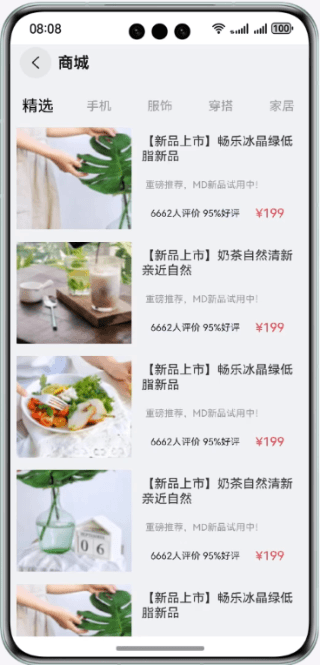 08:08
100
商城
精选 手机 服饰 穿搭 家居
【新品上市】畅乐冰晶绿低
脂新品
重磅推荐，MD新品试用中！
6662人评价 95%好评 ¥199
【新品上市】奶茶自然清新
亲近自然
重磅推荐，MD新品试用中！
6662人评价 95%好评 ¥199
【新品上市】畅乐冰晶绿低
脂新品
重磅推荐，MD新品试用中！
6662人评价 95%好评 ¥199
【新品上市】奶茶自然清新
亲近自然
重磅推荐，MD新品试用中！
06
6662人评价 95%好评 ¥199
【新品上市】畅乐冰晶绿低
脂新品